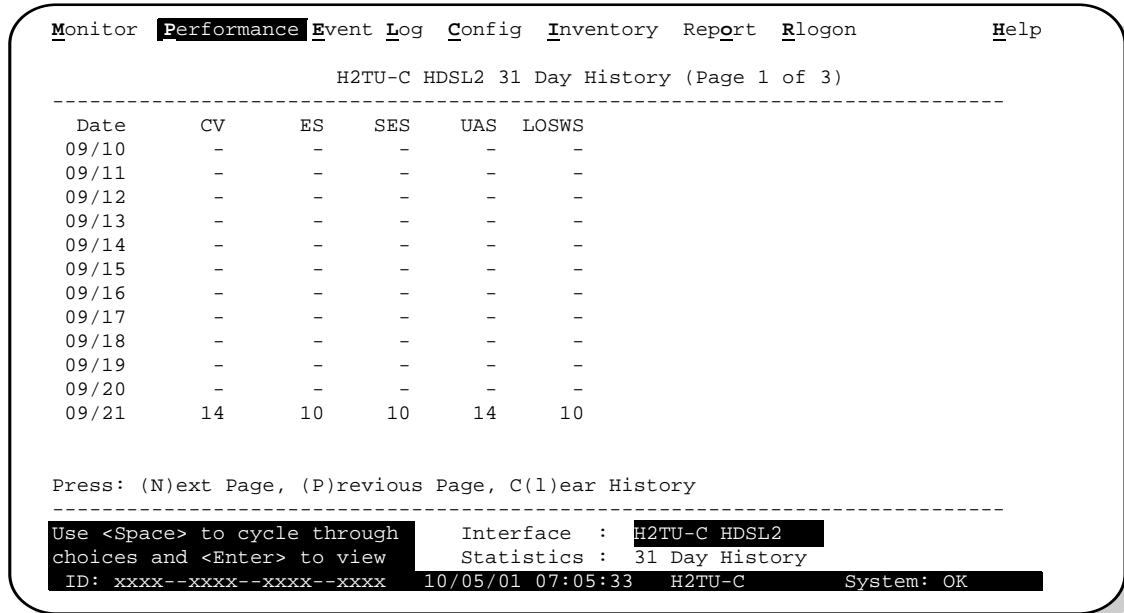 Monitor Performance Event Log Config Inventory Report Rlogon Help
H2TU-C HDSL2 31 Day History (Page 1 of 3)
--------------------------------------------------------------------------------
Date CV ES SES UAS LOSWS
09/10 - - - - -
09/11 - - - - -
09/12 - - - - -
09/13 - - - - -
09/14 - - - - -
09/15 - - - - -
09/16 - - - - -
09/17 - - - - -
09/18 - - - - -
09/19 - - - - -
09/20 - - - - -
09/21 14 10 10 14 10
Press: (N)ext Page, (P)revious Page, C(l)ear History
--------------------------------------------------------------------------------
Use <Space> to cycle through Interface : H2TU-C HDSL2
choices and <Enter> to view Statistics : 31 Day History
ID: xxxx--xxxx--xxxx--xxxx 10/05/01 07:05:33 H2TU-C System: OK